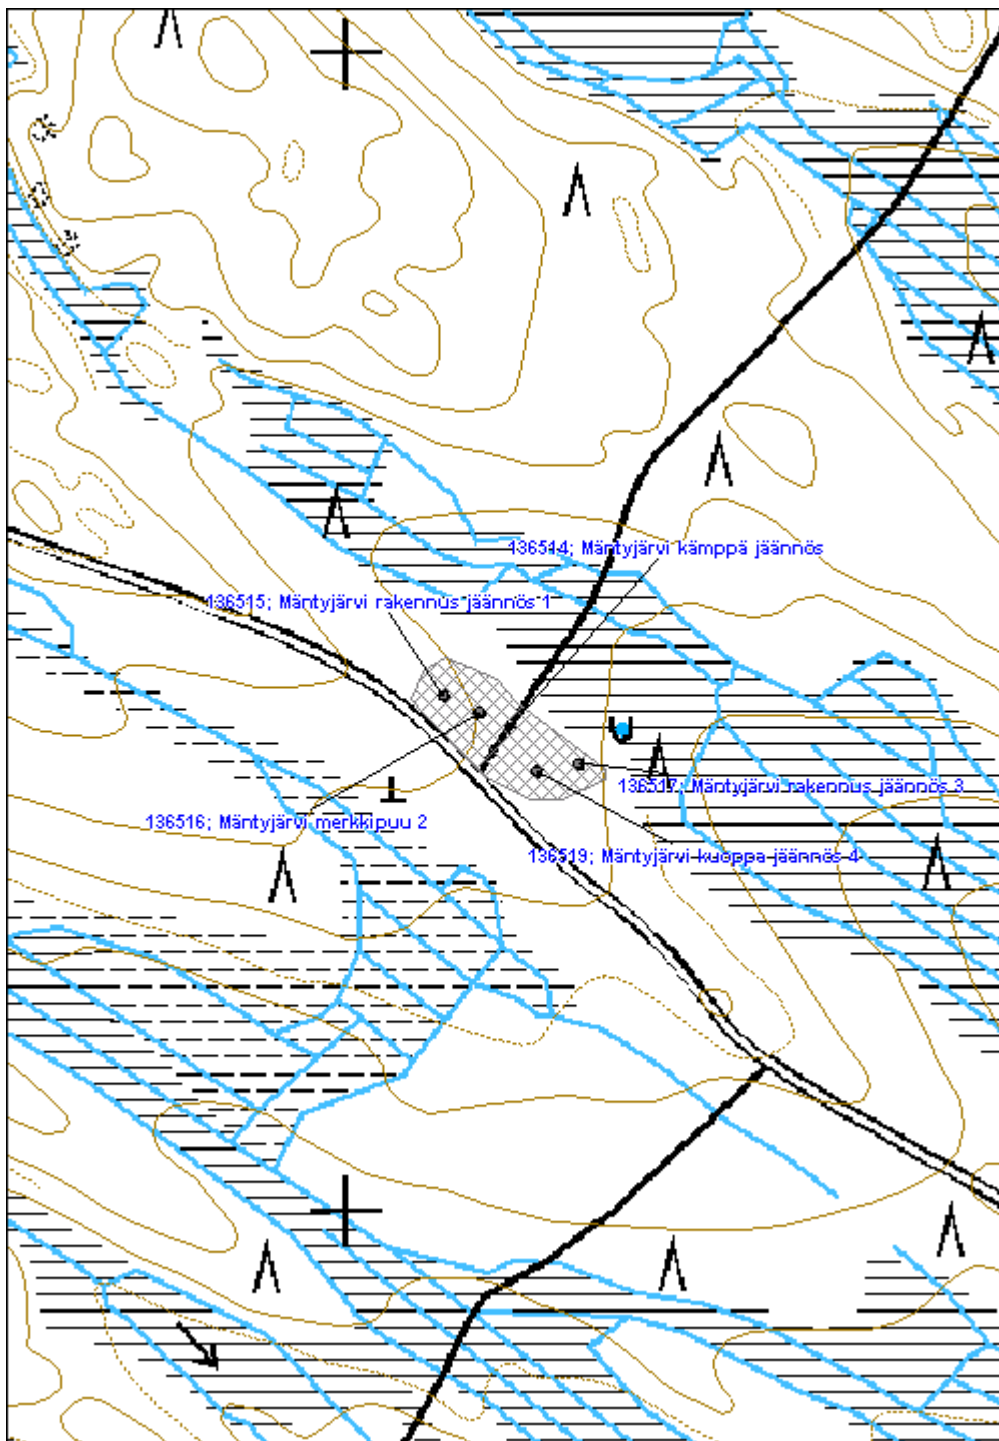 136514; Mäntyjärvi kämppä jäännös
136515; Mäntyjärvi rakennus jäännös 1
136517; Mäntyjärvi rakennus jäännös 3
136516; Mäntyjärvi merkkipuu 2
136519; Mäntyjärvi kuoppa jäännös 4